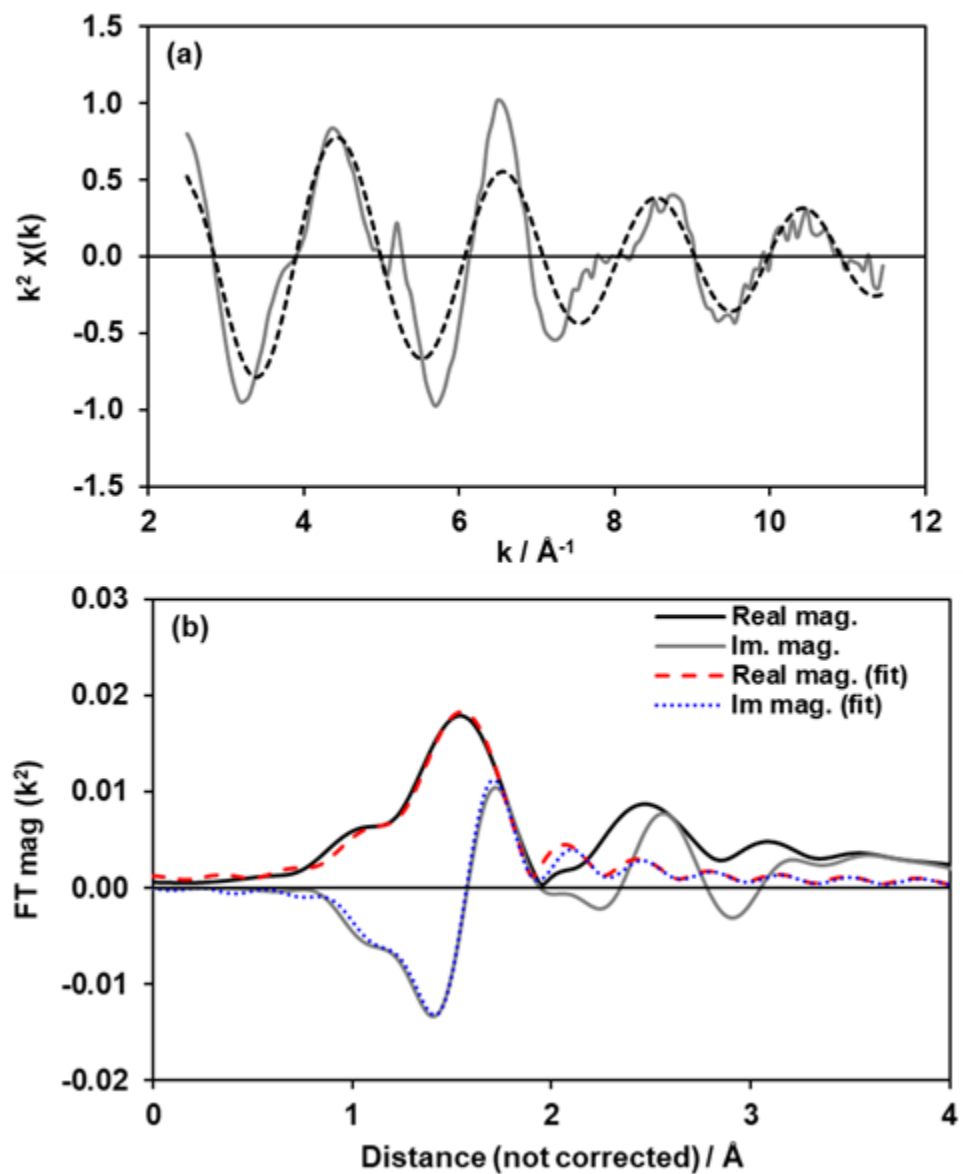 (a)
1.5
1.0
0.5
0.0
-0.5
-1.0
-1.5
k² χ(k)
2
4
6
8
10
12
k / Å⁻¹
(b)
Real mag.
Im. mag.
Real mag. (fit)
Im mag. (fit)
0.03
0.02
0.01
0.00
-0.01
-0.02
FT mag (k²)
0
1
2
3
4
Distance (not corrected) / Å